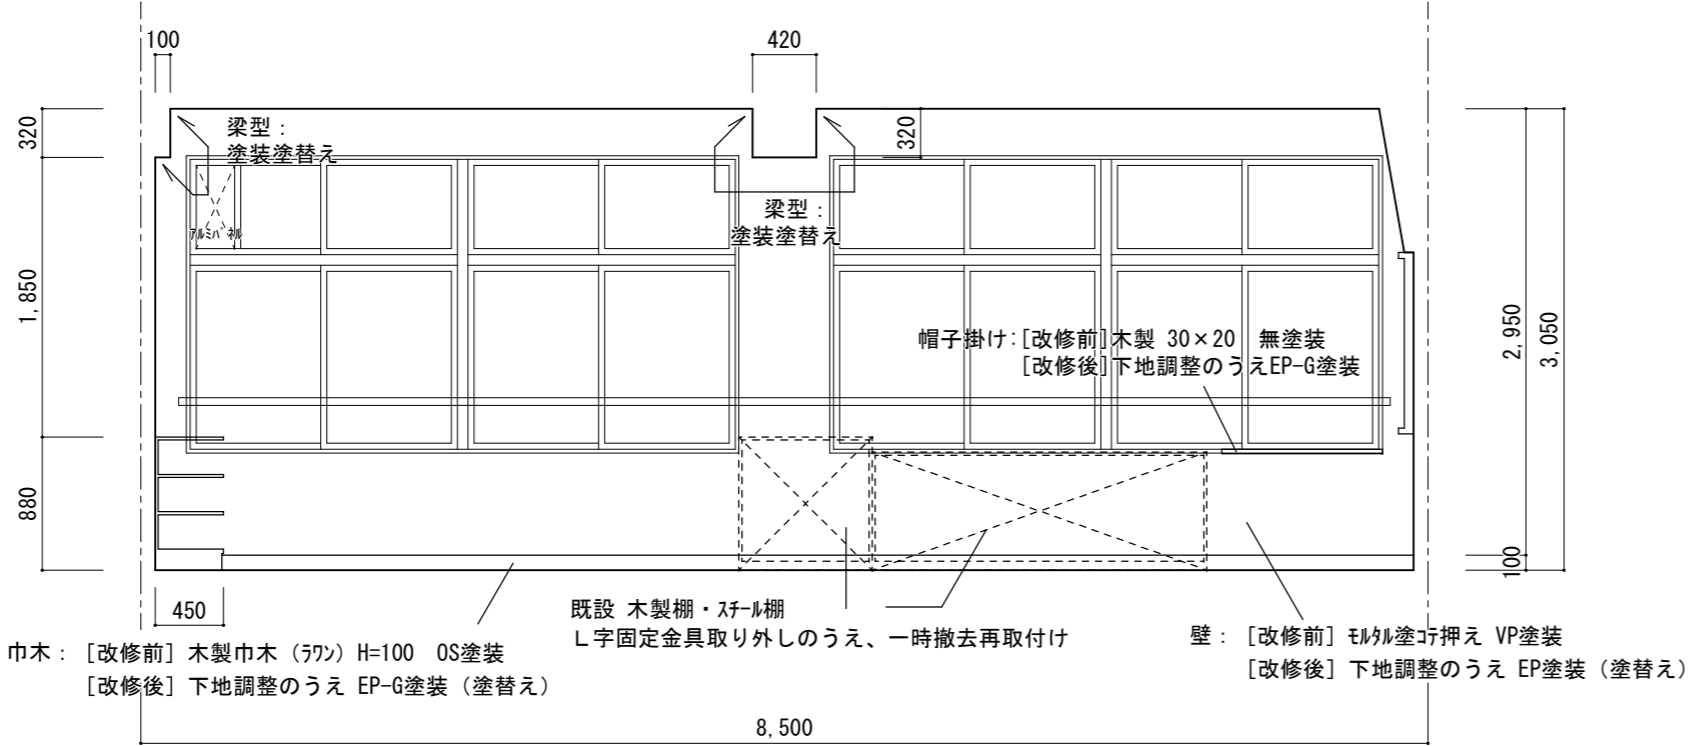 100
420
320
梁型：
塗装塗替え
320
梁型：
塗装塗替え
ｱﾙﾐﾊﾟﾈﾙ
1,850
帽子掛け：[改修前]木製 30×20　無塗装
[改修後]下地調整のうえEP-G塗装
2,950
3,050
880
100
450
既設 木製棚・ｽﾁｰﾙ棚
Ｌ字固定金具取り外しのうえ、一時撤去再取付け
巾木：［改修前］木製巾木（ﾗﾜﾝ）H=100　OS塗装
［改修後］下地調整のうえ EP-G塗装（塗替え）
壁：［改修前］ﾓﾙﾀﾙ塗ｺﾃ押え VP塗装
［改修後］下地調整のうえ EP塗装（塗替え）
8,500